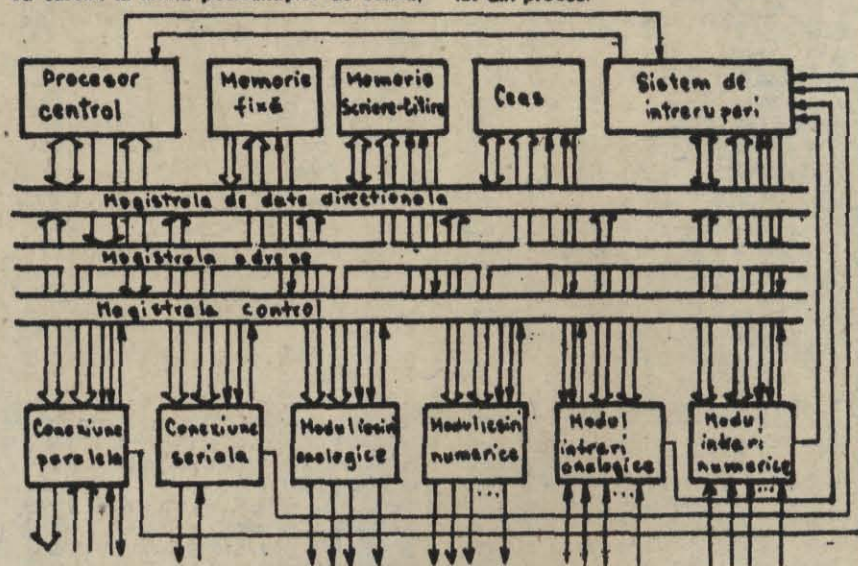 Procesor
central
Memorie
fixă
Memorie
Scriere-Citire
Ceas
Sistem de
intreruperi
Magistrala de date directionala
Magistrala adrese
Magistrala control
Conexiune
paralela
Conexiune
seriala
Modul iesiri
analogice
Modul iesiri
numerice
Modul
intrari
analogice
Modul
intrari
numerice